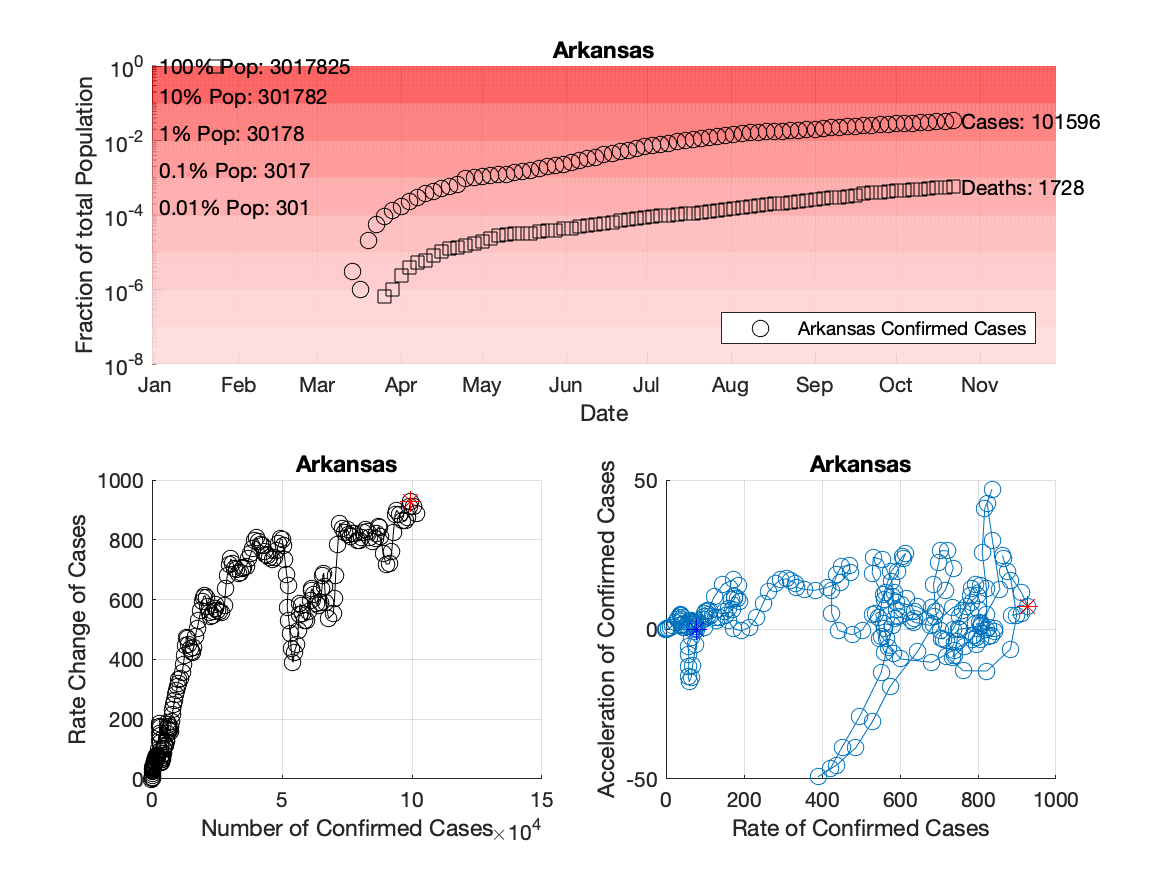 Arkansas
10^0
10^-2
10^-4
10^-6
10^-8
Fraction of total Population
100% Pop: 3017825
10% Pop: 301782
1% Pop: 30178
0.1% Pop: 3017
0.01% Pop: 301
Cases: 101596
Deaths: 1728
Arkansas Confirmed Cases
Jan Feb Mar Apr May Jun Jul Aug Sep Oct Nov
Date
Arkansas
1000
800
600
400
200
0
Rate Change of Cases
0 5 10 15
Number of Confirmed Cases ×10^4
Arkansas
50
0
-50
Acceleration of Confirmed Cases
0 200 400 600 800 1000
Rate of Confirmed Cases